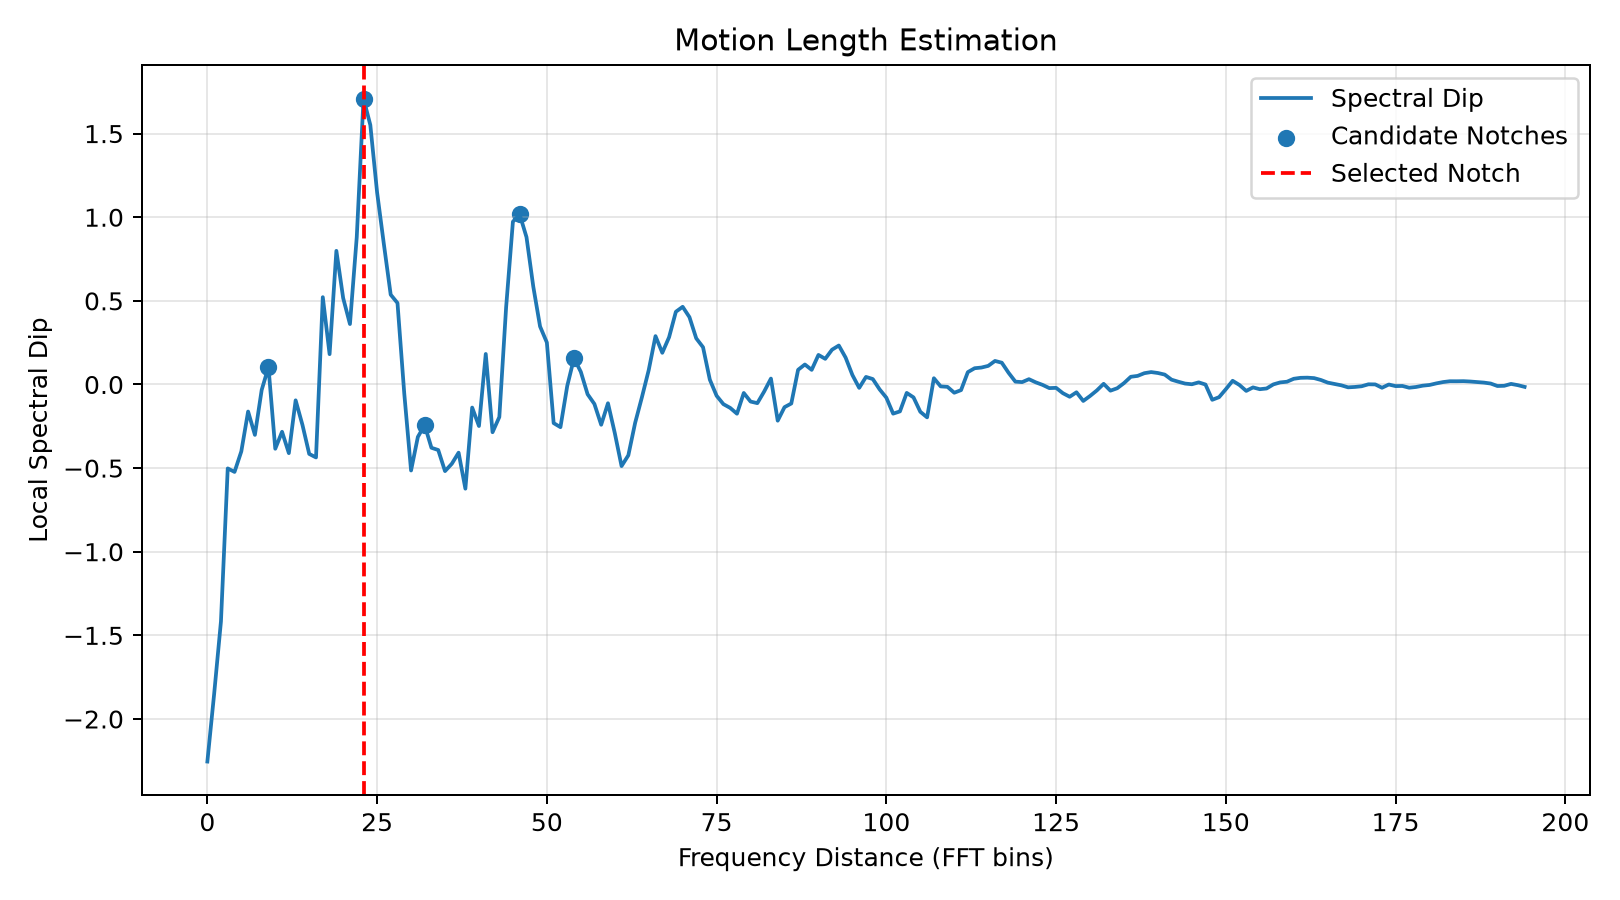 Motion Length Estimation
Spectral Dip
Candidate Notches
Selected Notch
Local Spectral Dip
1.5
1.0
0.5
0.0
−0.5
−1.0
−1.5
−2.0
0 25 50 75 100 125 150 175 200
Frequency Distance (FFT bins)